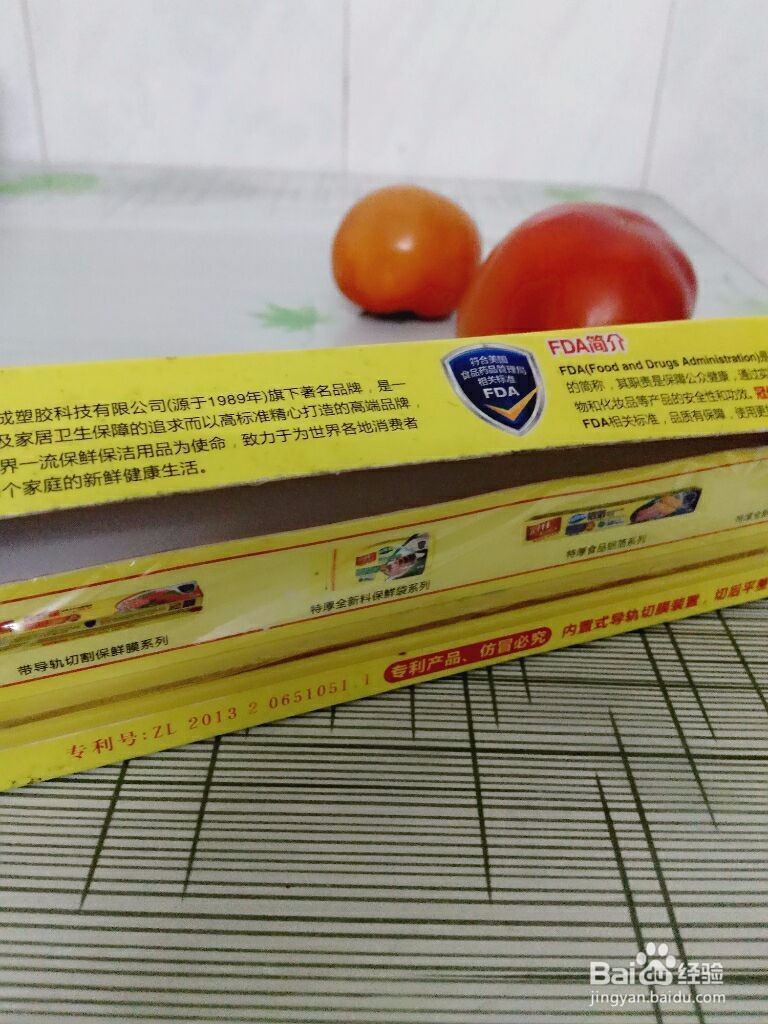 成塑胶科技有限公司(源于1989年)旗下著名品牌，是一
及家居卫生保障的追求而以高标准精心打造的高端品牌，
界一流保鲜保洁用品为使命，致力于为世界各地消费者
个家庭的新鲜健康生活。
符合美国
食品药品管理局
相关标准
FDA
FDA简介
FDA(Food and Drugs Administration)是
的简称，其职责是保障公众健康，通过实
物和化妆品等产品的安全性和功效。冠
FDA相关标准，品质有保障，使用更
带导轨切割保鲜膜系列
特厚全新料保鲜袋系列
特厚食品铝箔系列
特厚全新
专利号:ZL 2013 2 0651051.1
专利产品、仿冒必究
内置式导轨切膜装置，切后平整
Baidu经验
jingyan.baidu.com